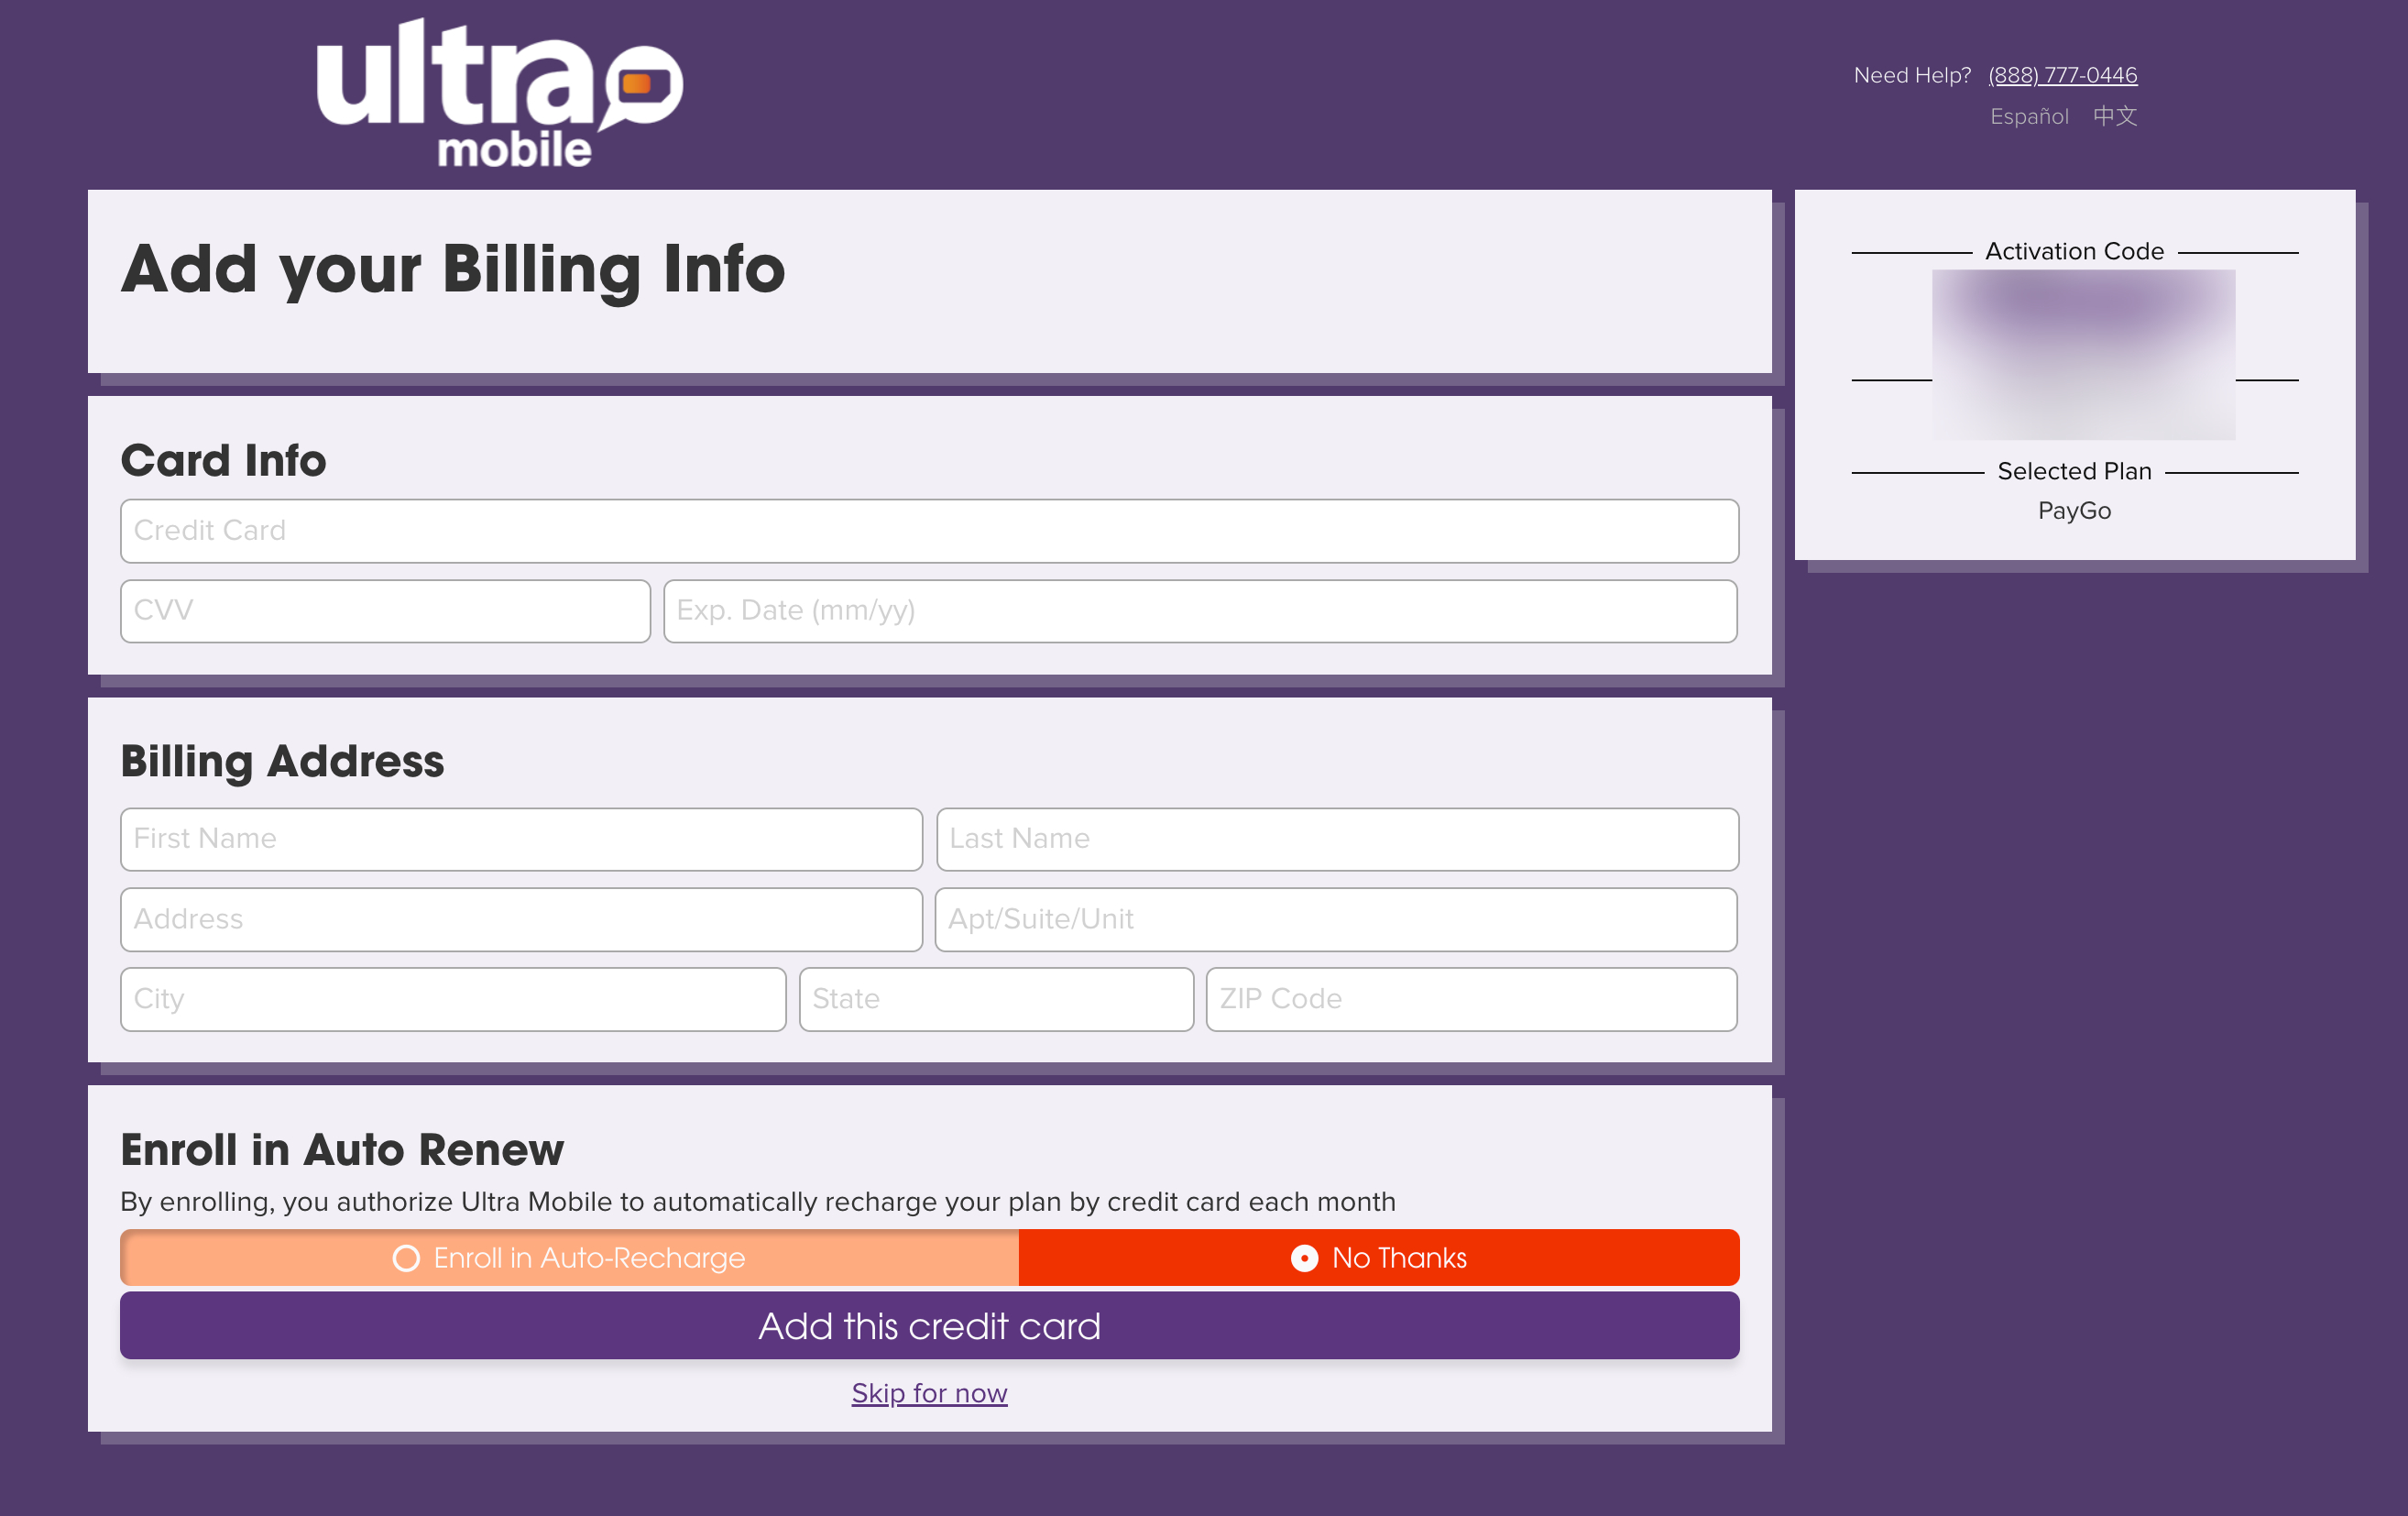 ultra
mobile
Need Help? (888) 777-0446
Español 中文
Add your Billing Info
Card Info
Credit Card
CVV
Exp. Date (mm/yy)
Billing Address
First Name
Last Name
Address
Apt/Suite/Unit
City
State
ZIP Code
Enroll in Auto Renew
By enrolling, you authorize Ultra Mobile to automatically recharge your plan by credit card each month
Enroll in Auto-Recharge
No Thanks
Add this credit card
Skip for now
Activation Code
Selected Plan
PayGo